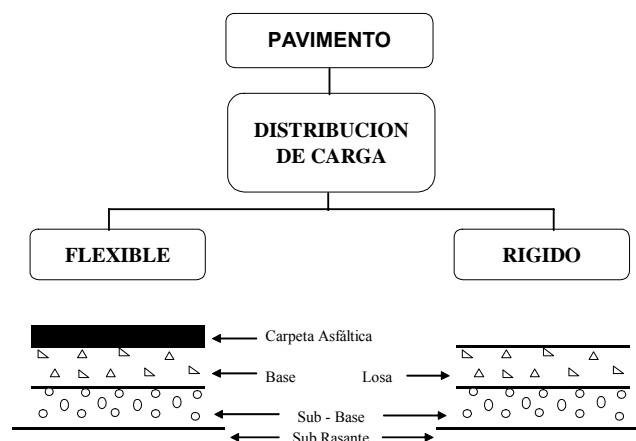 PAVIMENTO
DISTRIBUCION
DE CARGA
FLEXIBLE
RIGIDO
Carpeta Asfáltica
Base
Losa
Sub - Base
Sub Rasante